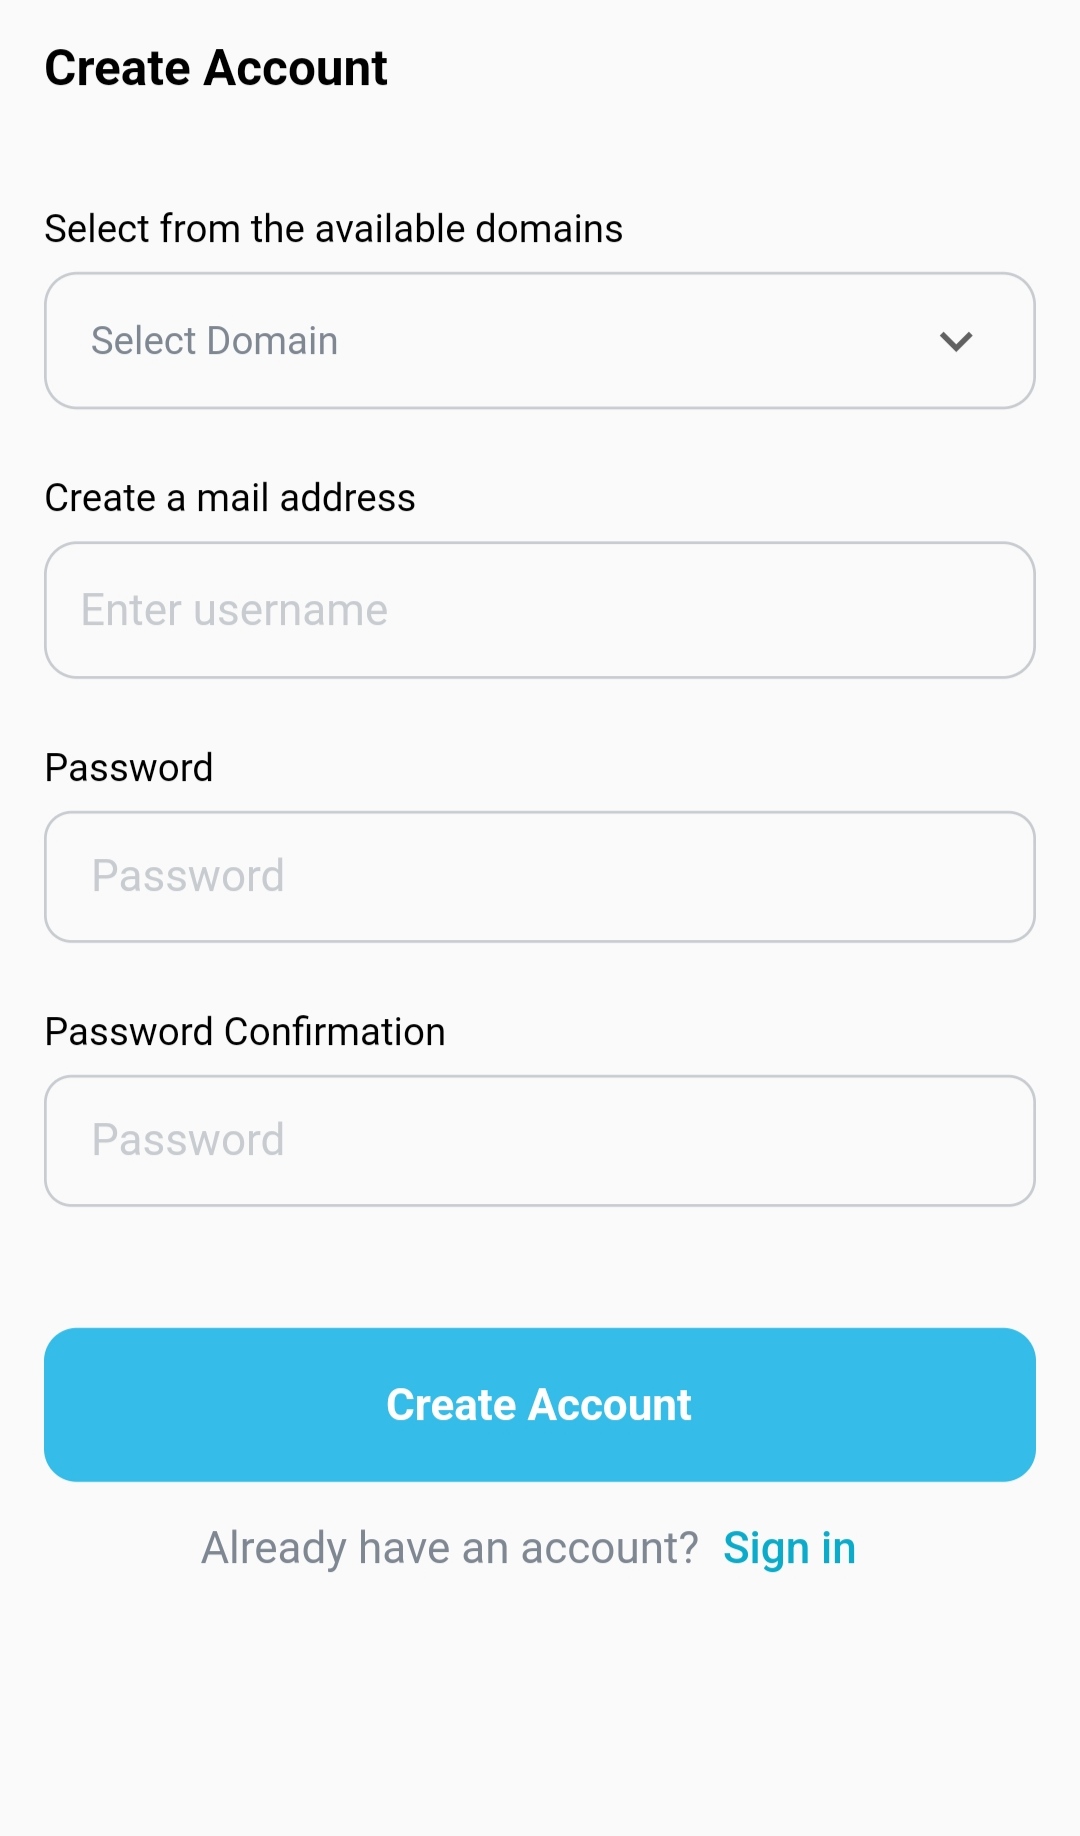 Create Account
Select from the available domains
Select Domain
Create a mail address
Enter username
Password
Password
Password Confirmation
Password
Create Account
Already have an account? Sign in